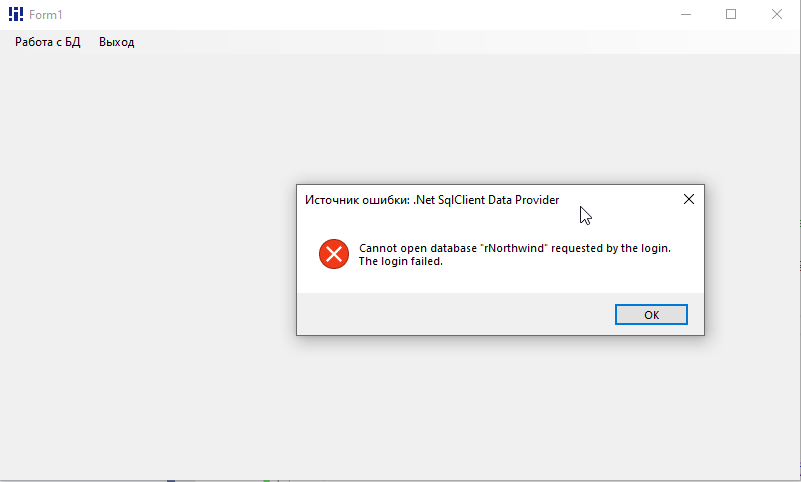 Form1
Работа с БД Выход
Источник ошибки: .Net SqlClient Data Provider
Cannot open database "rNorthwind" requested by the login.
The login failed.
OK